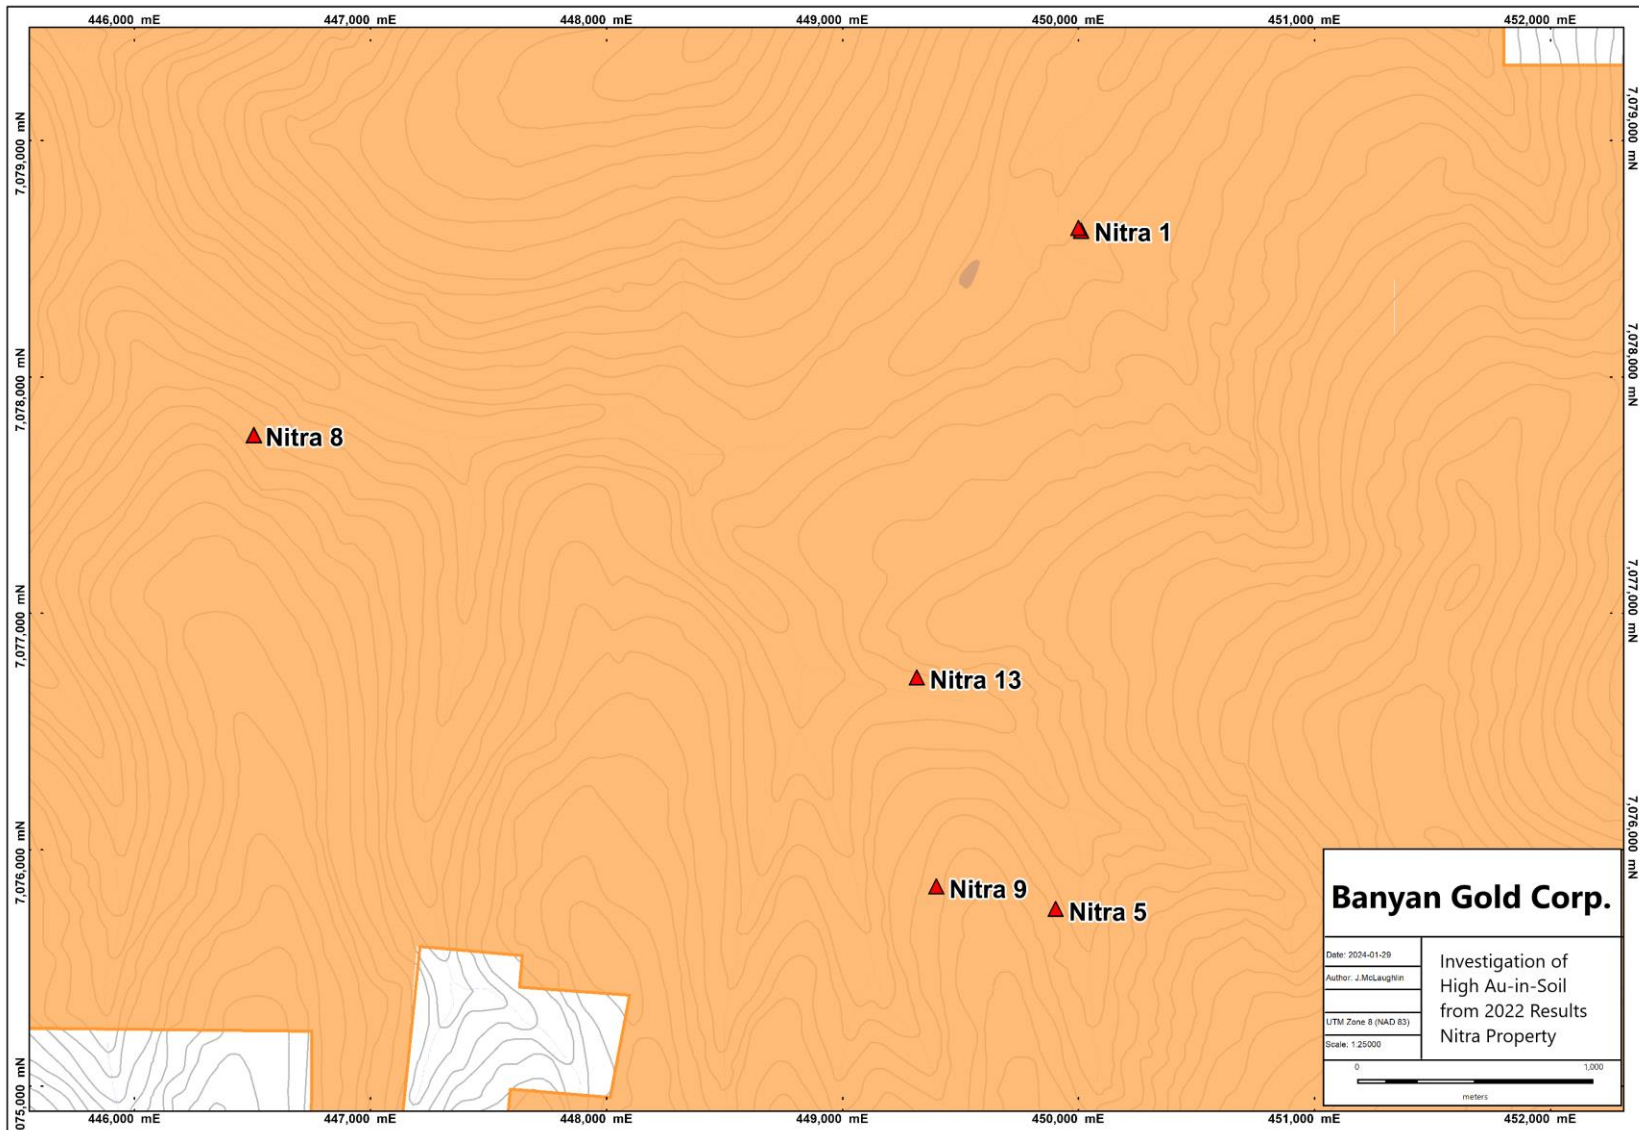 446,000 mE
447,000 mE
448,000 mE
449,000 mE
450,000 mE
451,000 mE
452,000 mE
7,079,000 mN
7,079,000 mN
Nitra 1
7,078,000 mN
7,078,000 mN
Nitra 8
7,077,000 mN
7,077,000 mN
Nitra 13
7,076,000 mN
7,076,000 mN
Nitra 9
Nitra 5
Banyan Gold Corp.
Date: 2024-01-29
Author: J.McLaughlin
UTM Zone 8 (NAD 83)
Scale: 1:25000
Investigation of
High Au-in-Soil
from 2022 Results
Nitra Property
0
1,000
meters
075,000 mN
446,000 mE
447,000 mE
448,000 mE
449,000 mE
450,000 mE
451,000 mE
452,000 mE